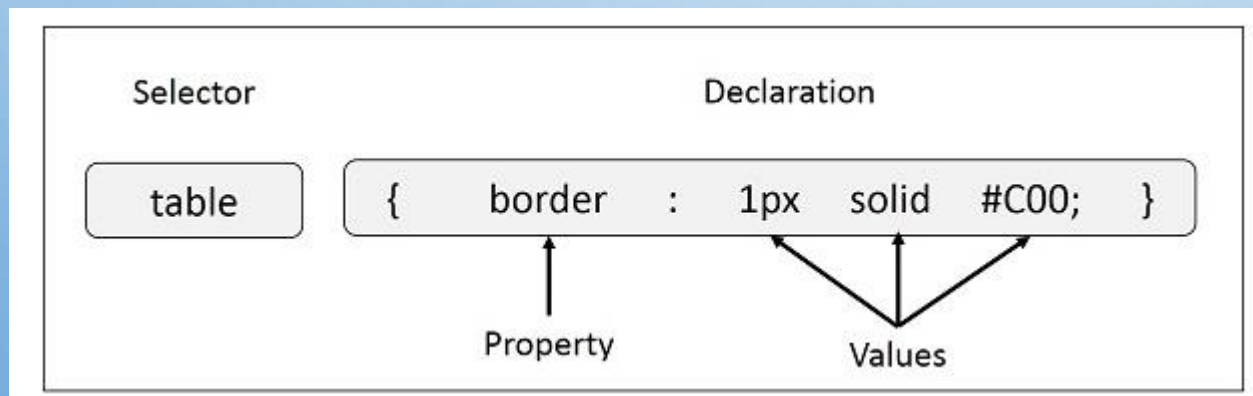 Selector Declaration
table { border : 1px solid #C00; }
Property Values